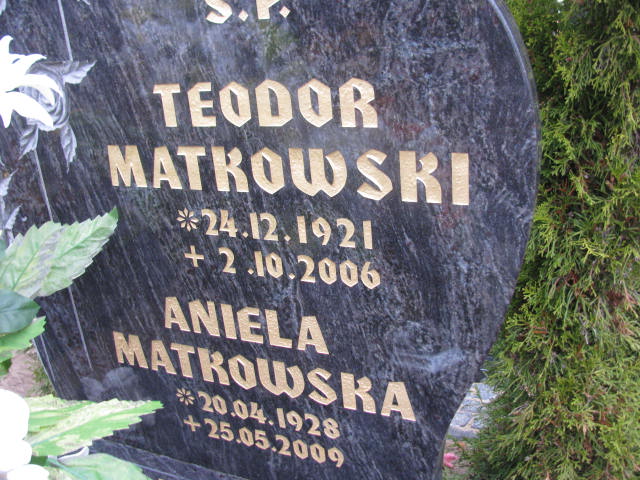 Ś.P.
TEODOR
MATKOWSKI
*24.12.1921
+ 2.10.2006
ANIELA
MATKOWSKA
*20.04.1928
+25.05.2009